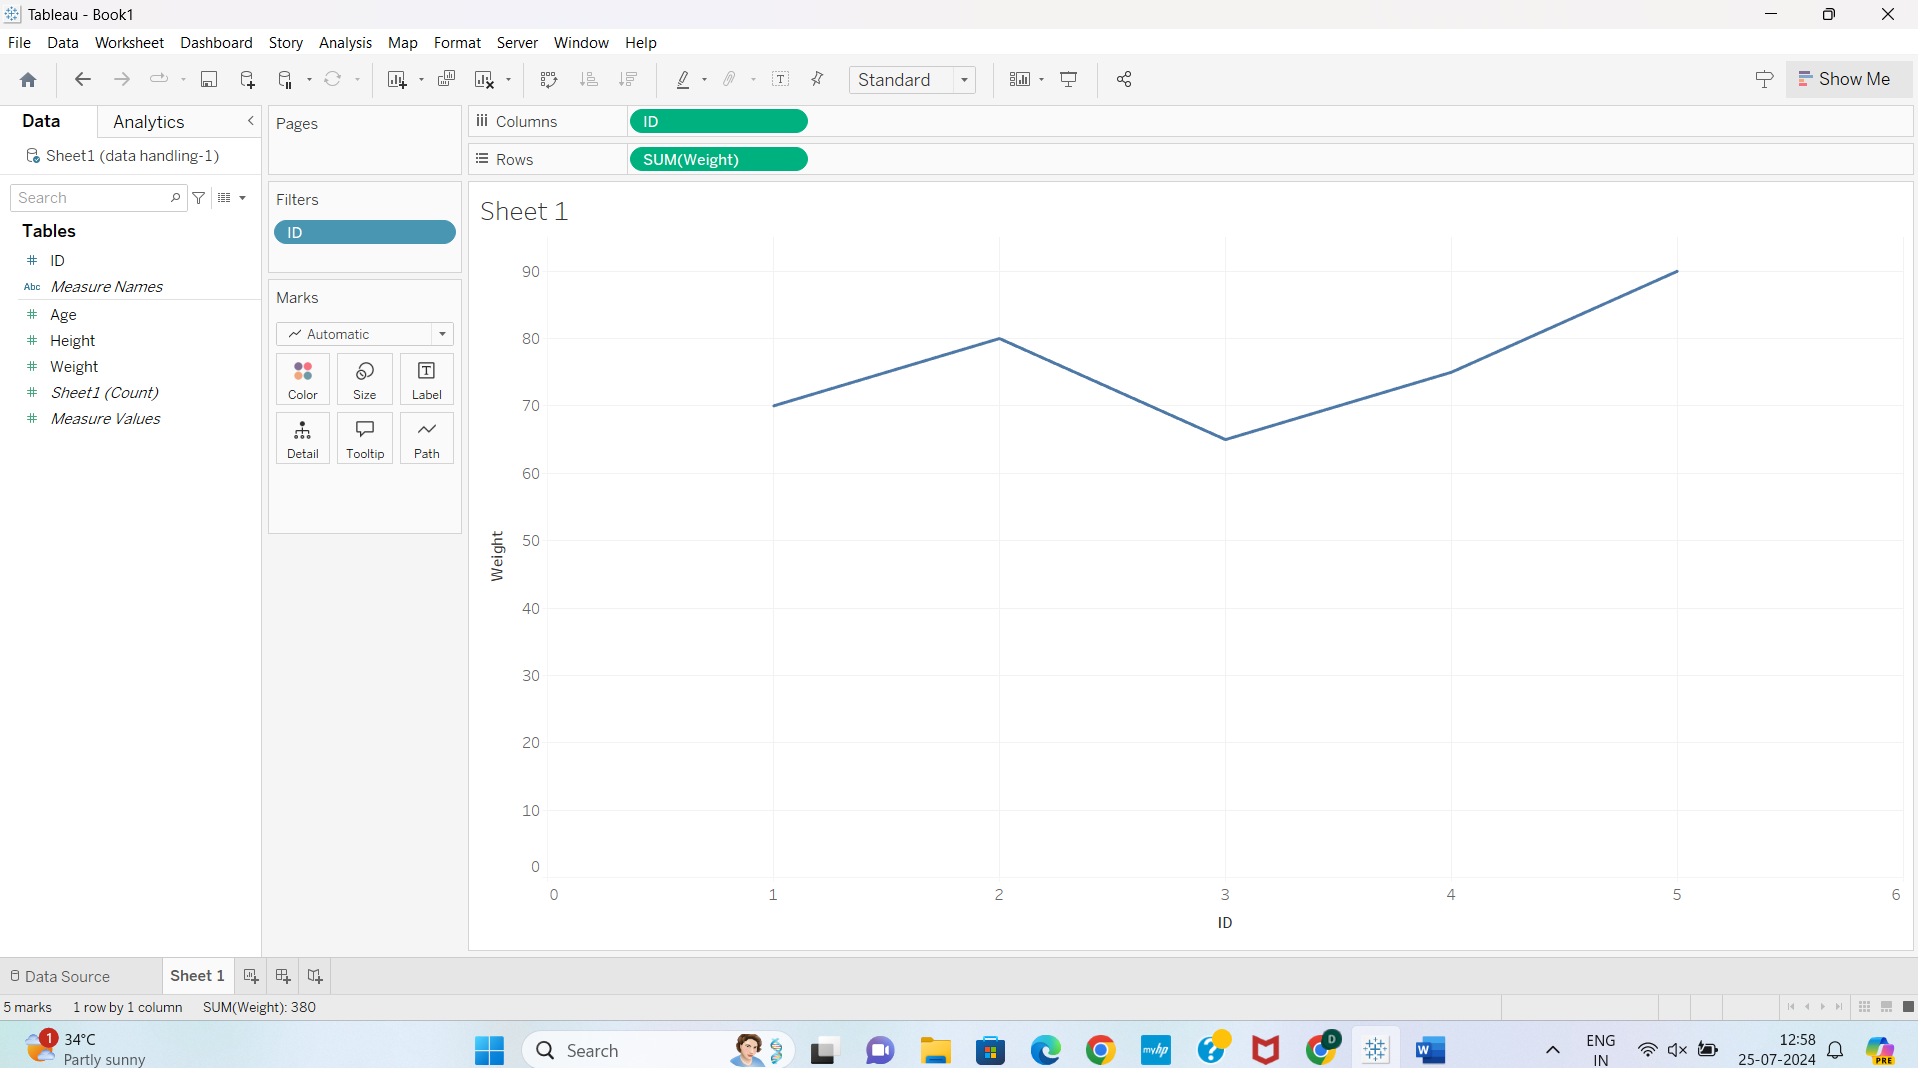 Tableau - Book1
File Data Worksheet Dashboard Story Analysis Map Format Server Window Help
Standard
Show Me
Data Analytics
Sheet1 (data handling-1)
Search
Tables
ID
Abc Measure Names
Age
Height
Weight
Sheet1 (Count)
Measure Values
Pages
Filters
ID
Marks
Automatic
Color Size Label
Detail Tooltip Path
Columns ID
Rows SUM(Weight)
Sheet 1
90
80
70
60
50
40
30
20
10
0
Weight
0 1 2 3 4 5 6
ID
Data Source Sheet 1
5 marks 1 row by 1 column SUM(Weight): 380
1
34°C
Partly sunny
Search
myhp
D
W
ENG
IN
12:58
25-07-2024
PRE